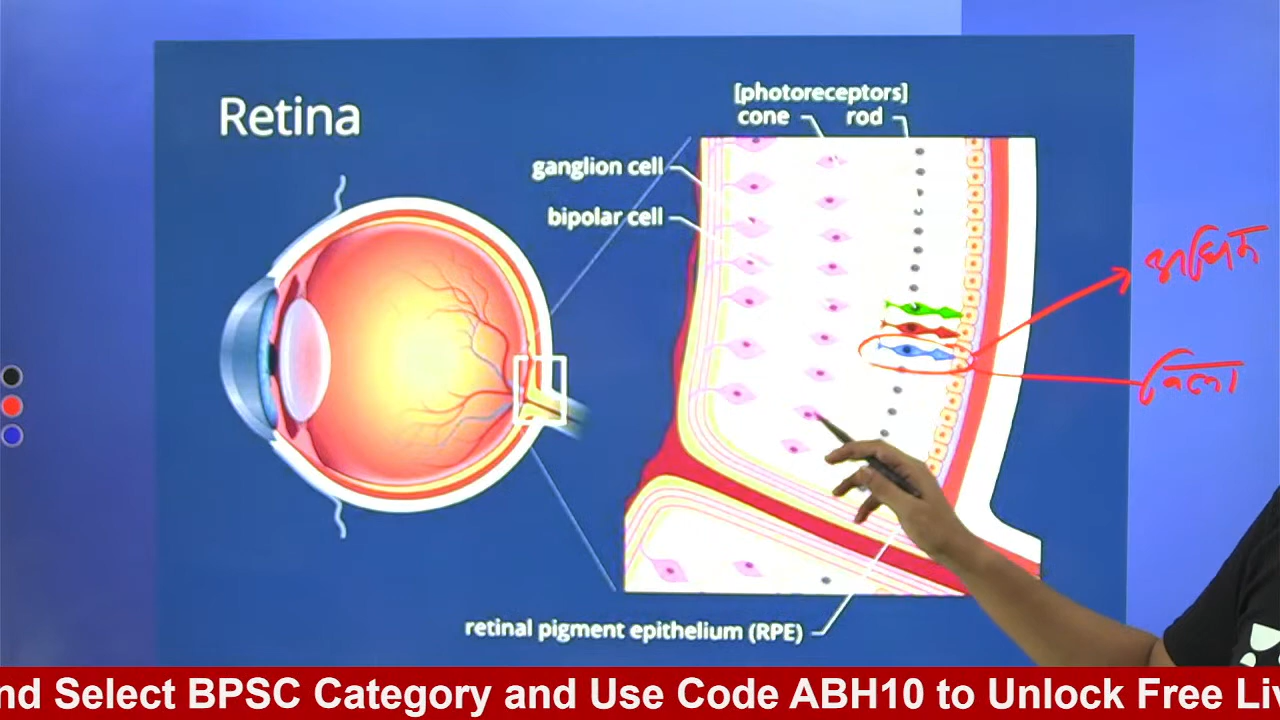 Retina
[photoreceptors]
cone rod
ganglion cell
bipolar cell
retinal pigment epithelium (RPE)
nd Select BPSC Category and Use Code ABH10 to Unlock Free Liv